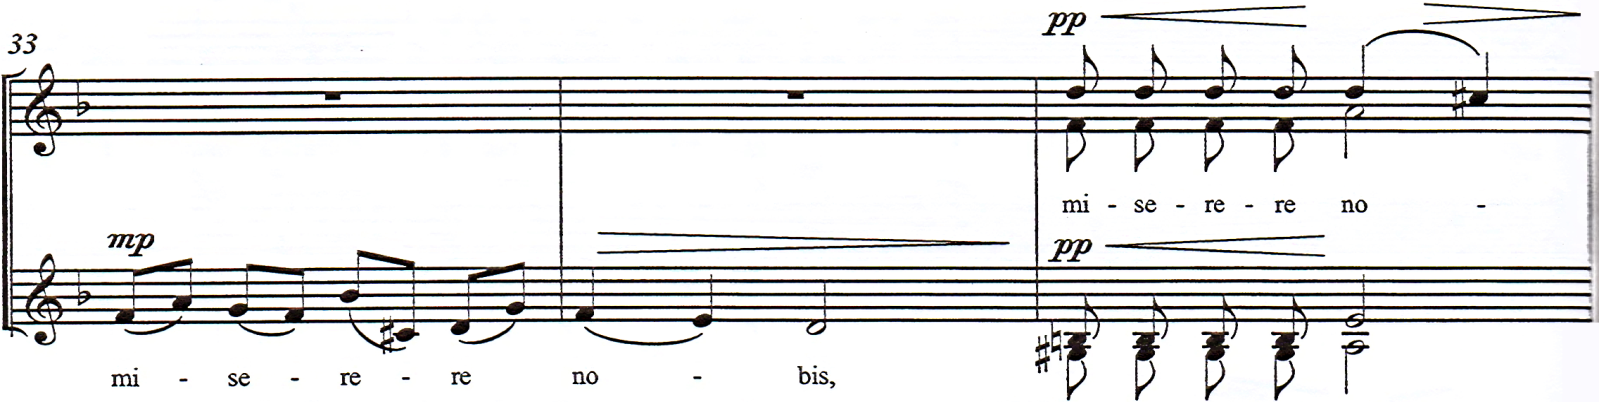 pp
33
mi - se - re - re no -
mp
pp
mi - se - re - re no - bis,